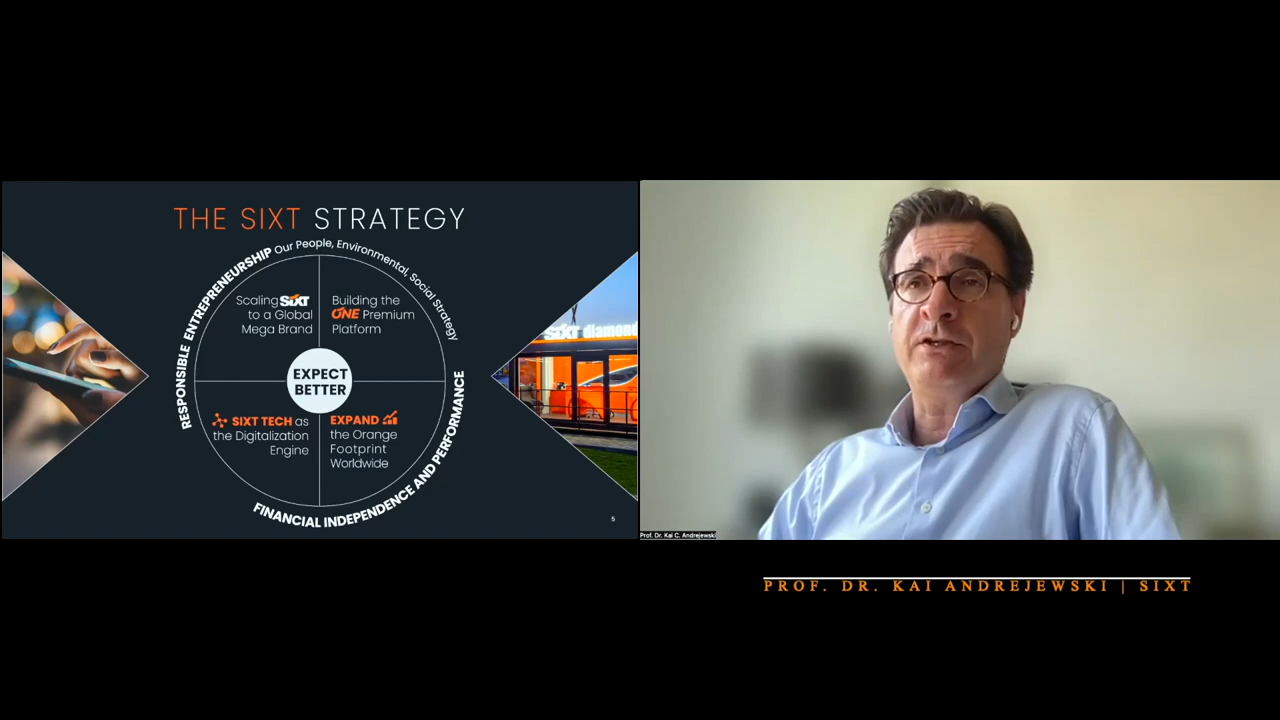 THE SIXT STRATEGY
RESPONSIBLE ENTREPRENEURSHIP Our People, Environmental, Social Strategy
Scaling SIXT
to a Global
Mega Brand
Building the
ONE Premium
Platform
EXPECT
BETTER
SIXT TECH as
the Digitalization
Engine
EXPAND
the Orange
Footprint
Worldwide
FINANCIAL INDEPENDENCE AND PERFORMANCE
SIXT diamond
5
Prof. Dr. Kai C. Andrejewski
PROF. DR. KAI ANDREJEWSKI | SIXT